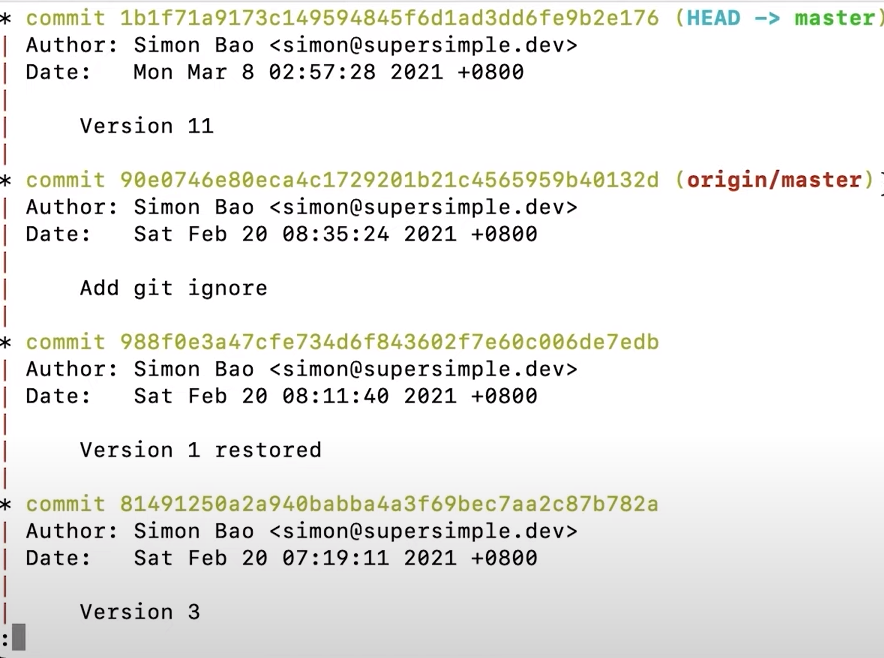 * commit 1b1f71a9173c149594845f6d1ad3dd6fe9b2e176 (HEAD -> master)
| Author: Simon Bao <simon@supersimple.dev>
| Date:   Mon Mar 8 02:57:28 2021 +0800
|
|     Version 11
|
* commit 90e0746e80eca4c1729201b21c4565959b40132d (origin/master)
| Author: Simon Bao <simon@supersimple.dev>
| Date:   Sat Feb 20 08:35:24 2021 +0800
|
|     Add git ignore
|
* commit 988f0e3a47cfe734d6f843602f7e60c006de7edb
| Author: Simon Bao <simon@supersimple.dev>
| Date:   Sat Feb 20 08:11:40 2021 +0800
|
|     Version 1 restored
|
* commit 81491250a2a940babba4a3f69bec7aa2c87b782a
| Author: Simon Bao <simon@supersimple.dev>
| Date:   Sat Feb 20 07:19:11 2021 +0800
|
|     Version 3
: